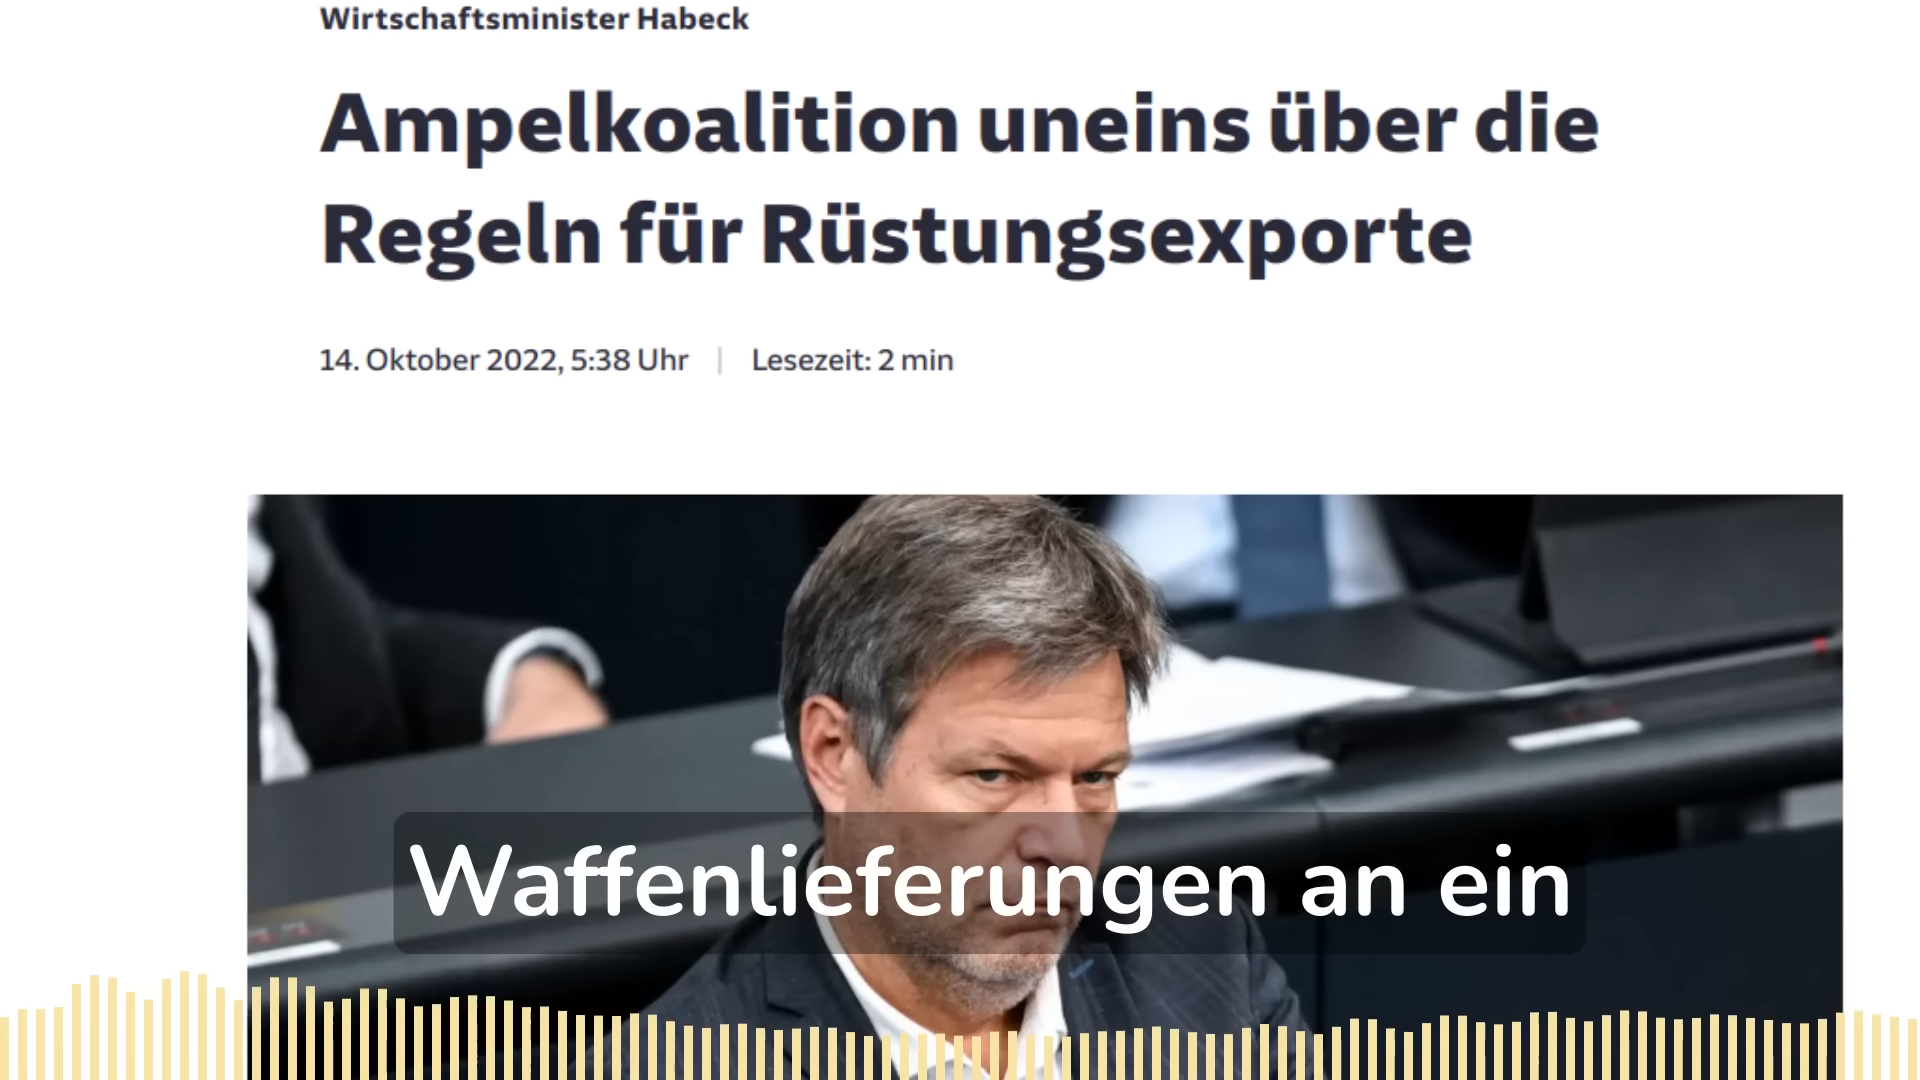 Wirtschaftsminister Habeck
Ampelkoalition uneins über die
Regeln für Rüstungsexporte
14. Oktober 2022, 5:38 Uhr | Lesezeit: 2 min
Waffenlieferungen an ein